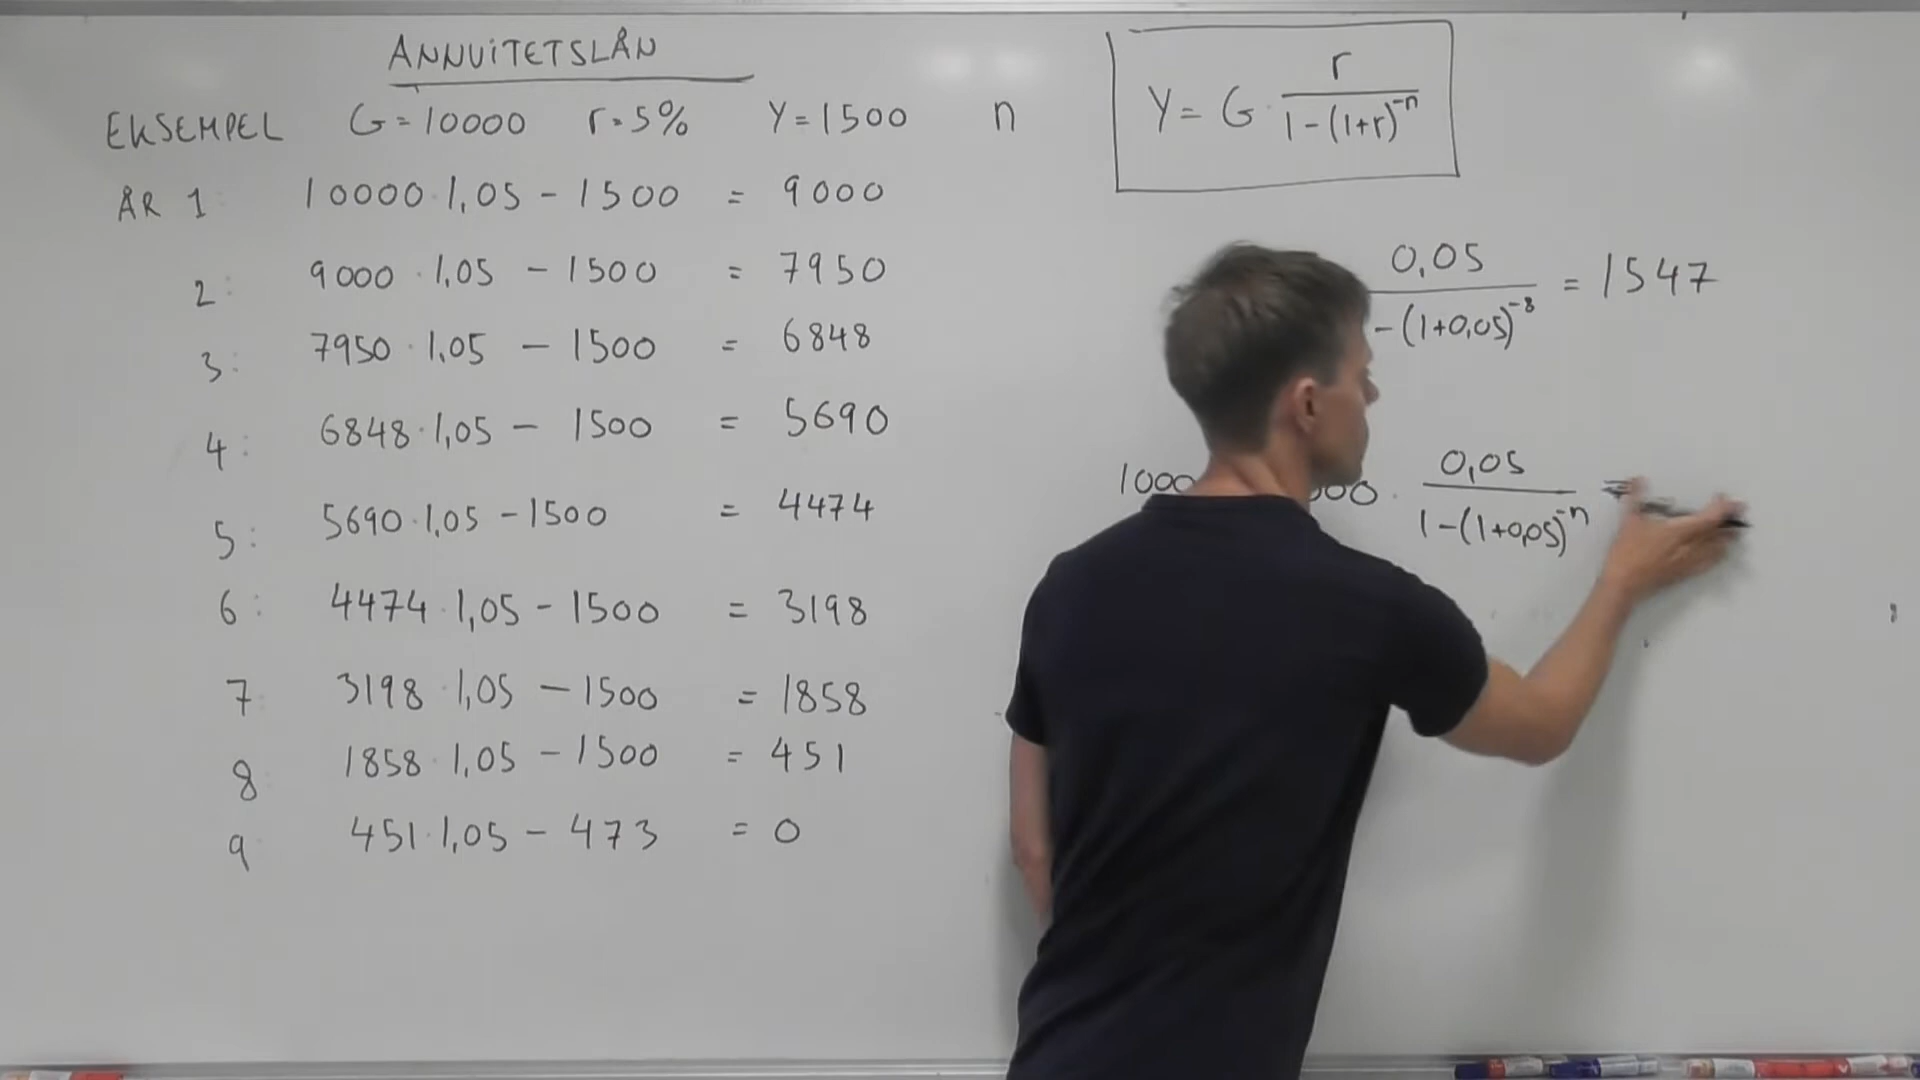 ANNUITETSLÅN
EKSEMPEL G=10000 r=5% Y=1500 n
ÅR 1: 10000·1,05 - 1500 = 9000
2: 9000·1,05 - 1500 = 7950
3: 7950·1,05 - 1500 = 6848
4: 6848·1,05 - 1500 = 5690
5: 5690·1,05 - 1500 = 4474
6: 4474·1,05 - 1500 = 3198
7: 3198·1,05 - 1500 = 1858
8 1858·1,05 - 1500 = 451
9 451·1,05 - 473 = 0
Y = G·
r
1-(1+r)^-n
0,05
-(1+0,05)^-8
= 1547
1000
000 ·
0,05
1-(1+0,05)^-n
=